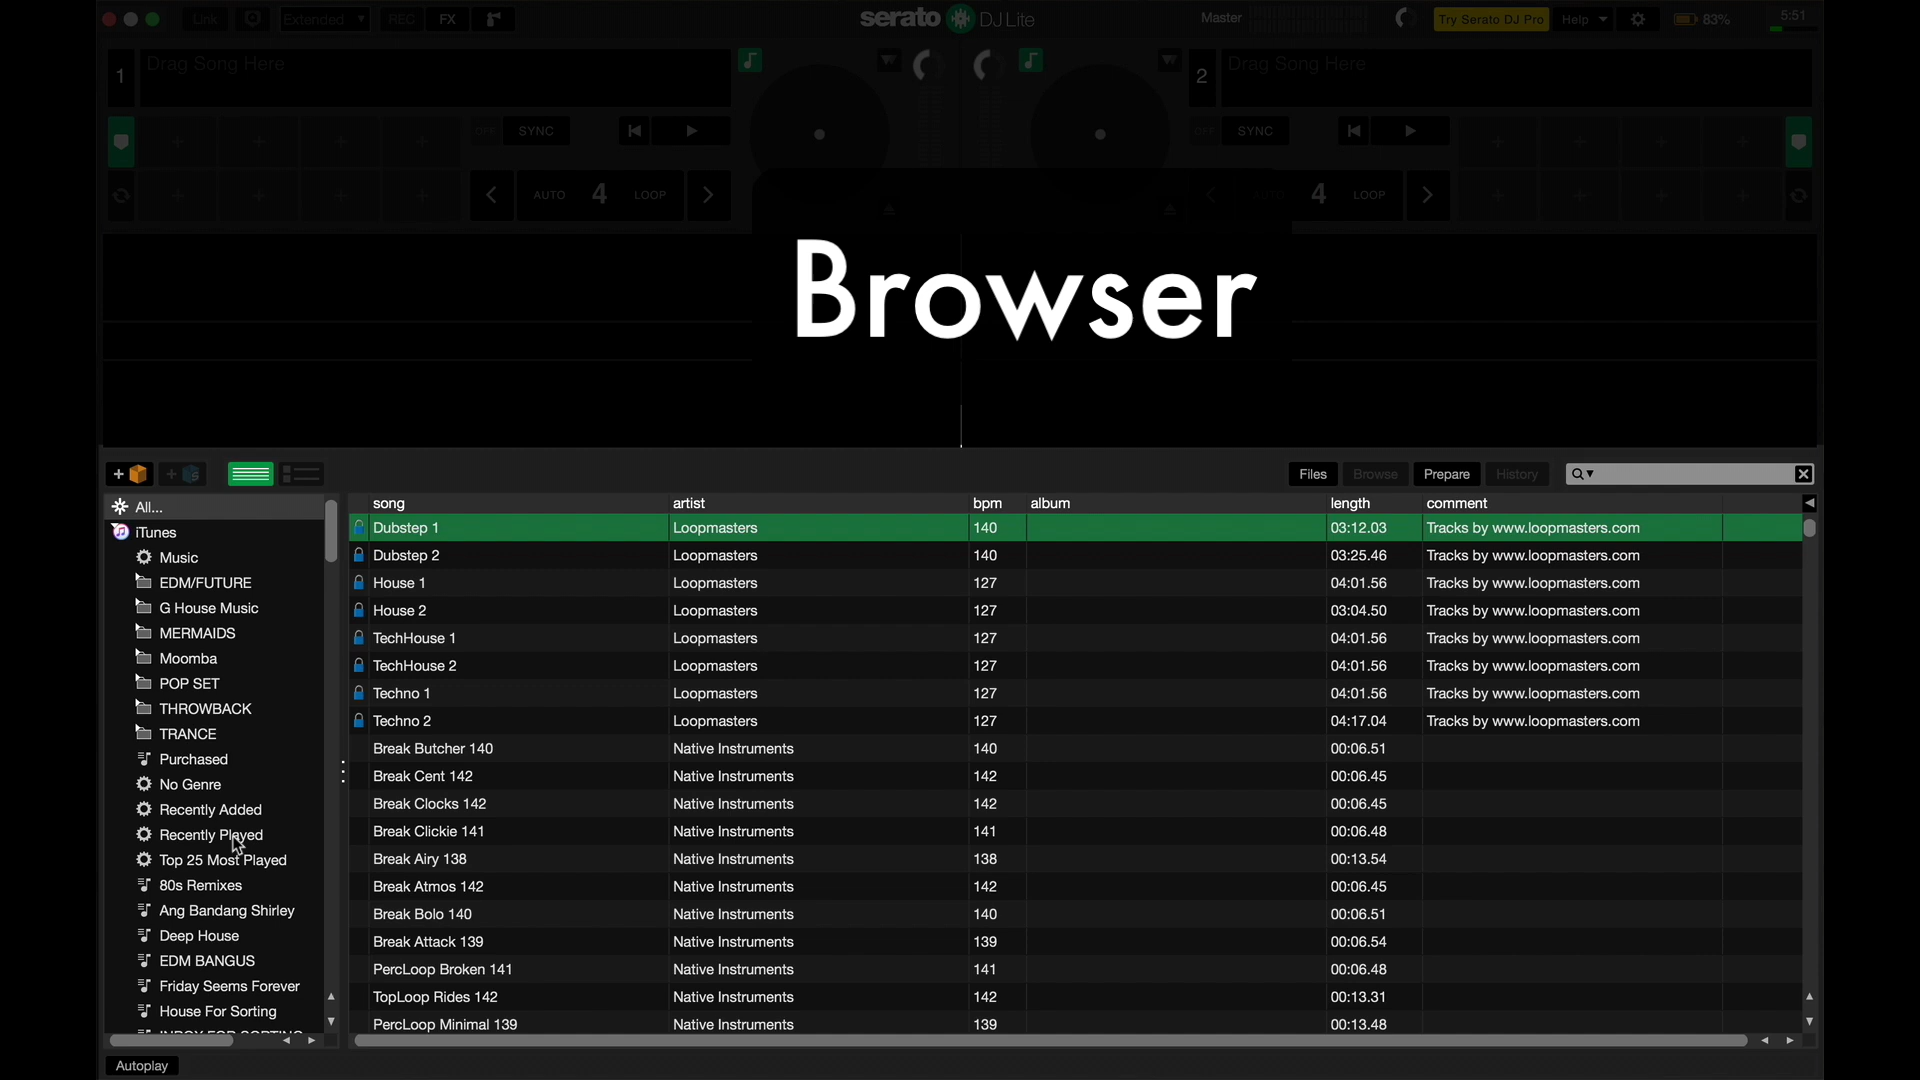 Link Extended REC FX serato DJ Lite Master Try Serato DJ Pro Help 83% 5:51
1 Drag Song Here 2 Drag Song Here
OFF SYNC OFF SYNC
AUTO 4 LOOP AUTO 4 LOOP
Browser
Files Browse Prepare History
All...
iTunes
Music
EDM/FUTURE
G House Music
MERMAIDS
Moomba
POP SET
THROWBACK
TRANCE
Purchased
No Genre
Recently Added
Recently Played
Top 25 Most Played
80s Remixes
Ang Bandang Shirley
Deep House
EDM BANGUS
Friday Seems Forever
House For Sorting
INBOX FOR SORTING
song artist bpm album length comment
Dubstep 1 Loopmasters 140 03:12.03 Tracks by www.loopmasters.com
Dubstep 2 Loopmasters 140 03:25.46 Tracks by www.loopmasters.com
House 1 Loopmasters 127 04:01.56 Tracks by www.loopmasters.com
House 2 Loopmasters 127 03:04.50 Tracks by www.loopmasters.com
TechHouse 1 Loopmasters 127 04:01.56 Tracks by www.loopmasters.com
TechHouse 2 Loopmasters 127 04:01.56 Tracks by www.loopmasters.com
Techno 1 Loopmasters 127 04:01.56 Tracks by www.loopmasters.com
Techno 2 Loopmasters 127 04:17.04 Tracks by www.loopmasters.com
Break Butcher 140 Native Instruments 140 00:06.51
Break Cent 142 Native Instruments 142 00:06.45
Break Clocks 142 Native Instruments 142 00:06.45
Break Clickie 141 Native Instruments 141 00:06.48
Break Airy 138 Native Instruments 138 00:13.54
Break Atmos 142 Native Instruments 142 00:06.45
Break Bolo 140 Native Instruments 140 00:06.51
Break Attack 139 Native Instruments 139 00:06.54
PercLoop Broken 141 Native Instruments 141 00:06.48
TopLoop Rides 142 Native Instruments 142 00:13.31
PercLoop Minimal 139 Native Instruments 139 00:13.48
Autoplay